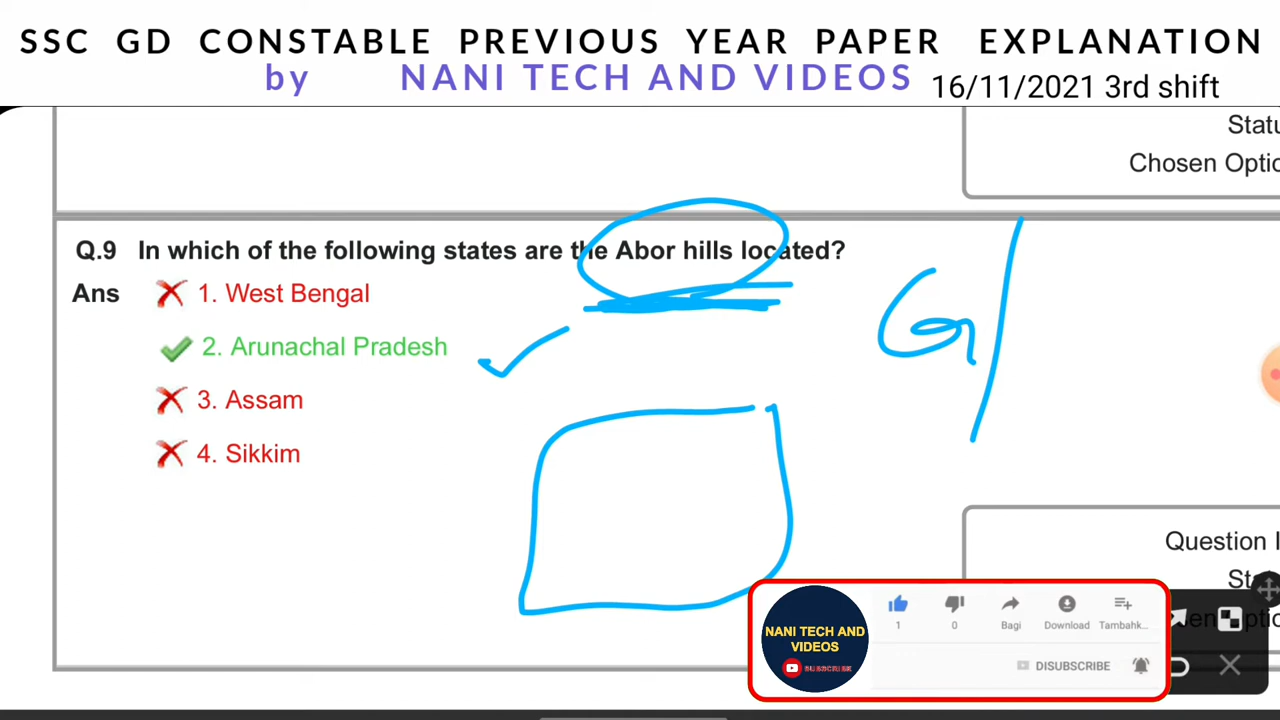 SSC GD CONSTABLE PREVIOUS YEAR PAPER EXPLANATION
by NANI TECH AND VIDEOS 16/11/2021 3rd shift
Chosen
Q.9 In which of the following states are the Abor hills located?
Ans 1. West Bengal
2. Arunachal Pradesh
3. Assam
4. Sikkim
Question
NANI TECH AND
VIDEOS
SUBSCRIBE
1 0 Bagi Download Tambahk...
DISUBSCRIBE